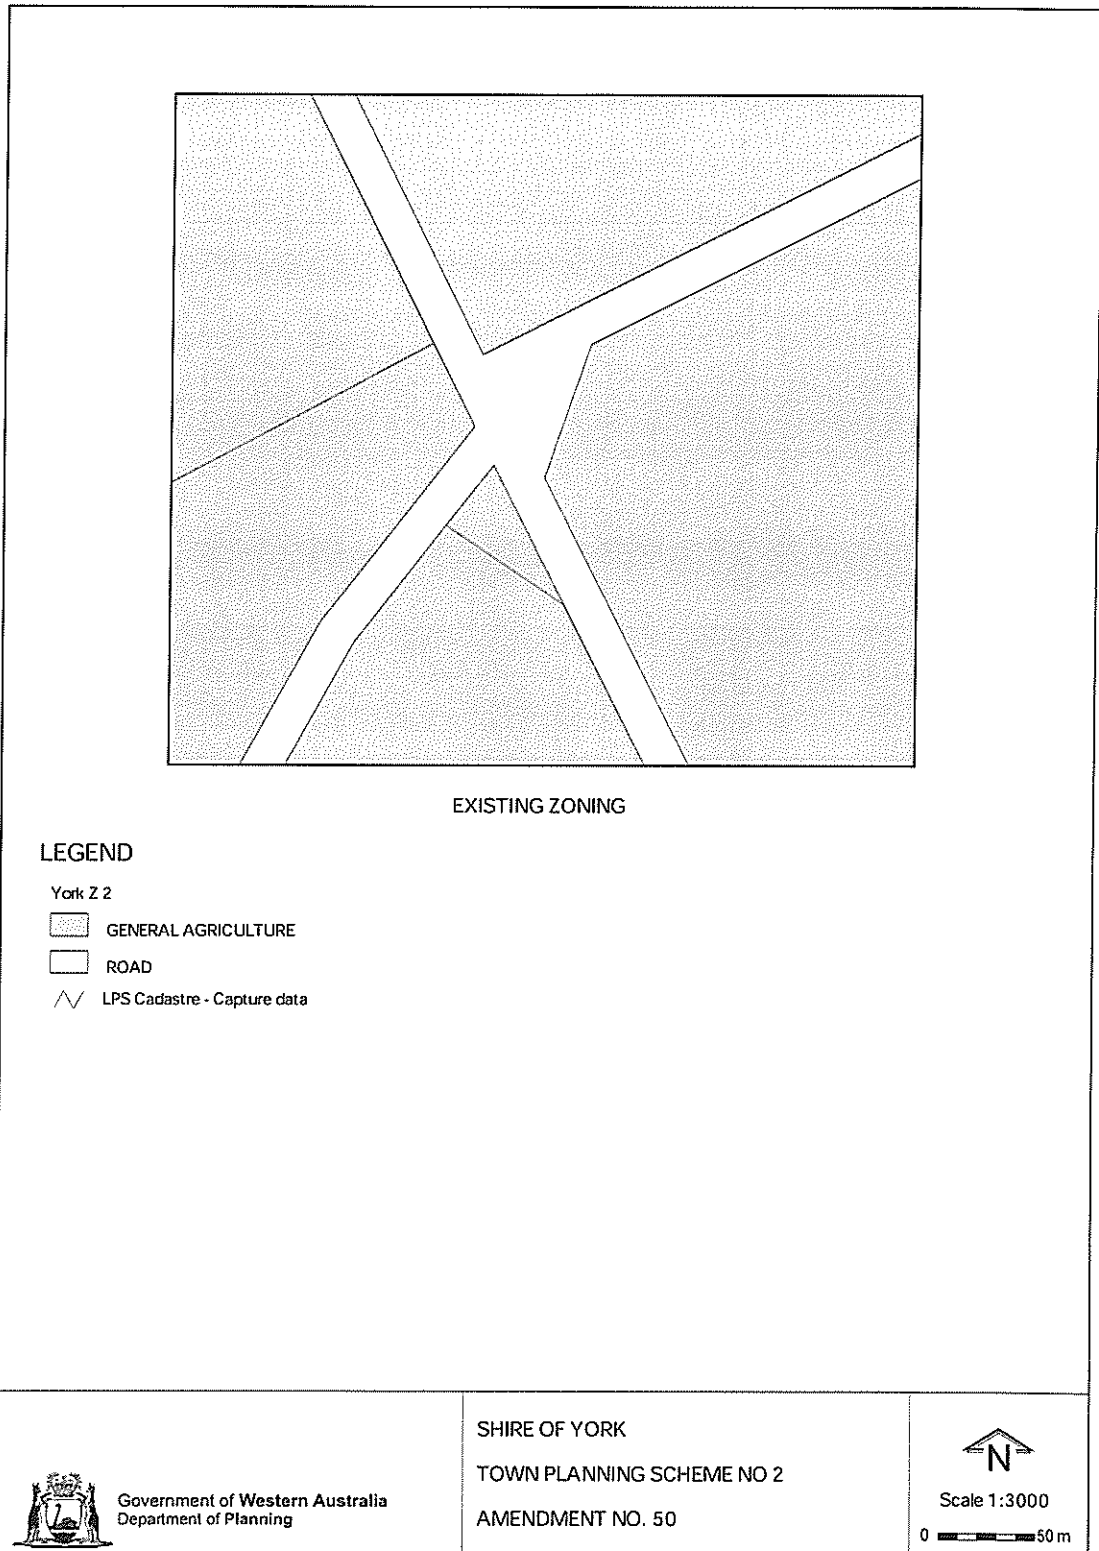 EXISTING ZONING
LEGEND
York Z 2
GENERAL AGRICULTURE
ROAD
LPS Cadastre - Capture data
Government of Western Australia
Department of Planning
SHIRE OF YORK
TOWN PLANNING SCHEME NO 2
AMENDMENT NO. 50
N
Scale 1:3000
0 50 m